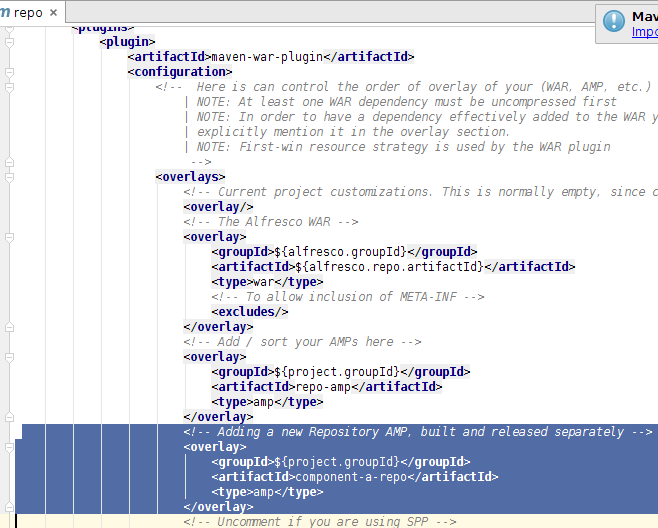 m repo ×
Mav
Impo
<plugins>
<plugin>
<artifactId>maven-war-plugin</artifactId>
<configuration>
<!--  Here is can control the order of overlay of your (WAR, AMP, etc.)
| NOTE: At least one WAR dependency must be uncompressed first
| NOTE: In order to have a dependency effectively added to the WAR y
| explicitly mention it in the overlay section.
| NOTE: First-win resource strategy is used by the WAR plugin
-->
<overlays>
<!-- Current project customizations. This is normally empty, since c
<overlay/>
<!-- The Alfresco WAR -->
<overlay>
<groupId>${alfresco.groupId}</groupId>
<artifactId>${alfresco.repo.artifactId}</artifactId>
<type>war</type>
<!-- To allow inclusion of META-INF -->
<excludes/>
</overlay>
<!-- Add / sort your AMPs here -->
<overlay>
<groupId>${project.groupId}</groupId>
<artifactId>repo-amp</artifactId>
<type>amp</type>
</overlay>
<!-- Adding a new Repository AMP, built and released separately -->
<overlay>
<groupId>${project.groupId}</groupId>
<artifactId>component-a-repo</artifactId>
<type>amp</type>
</overlay>
<!-- Uncomment if you are using SPP -->